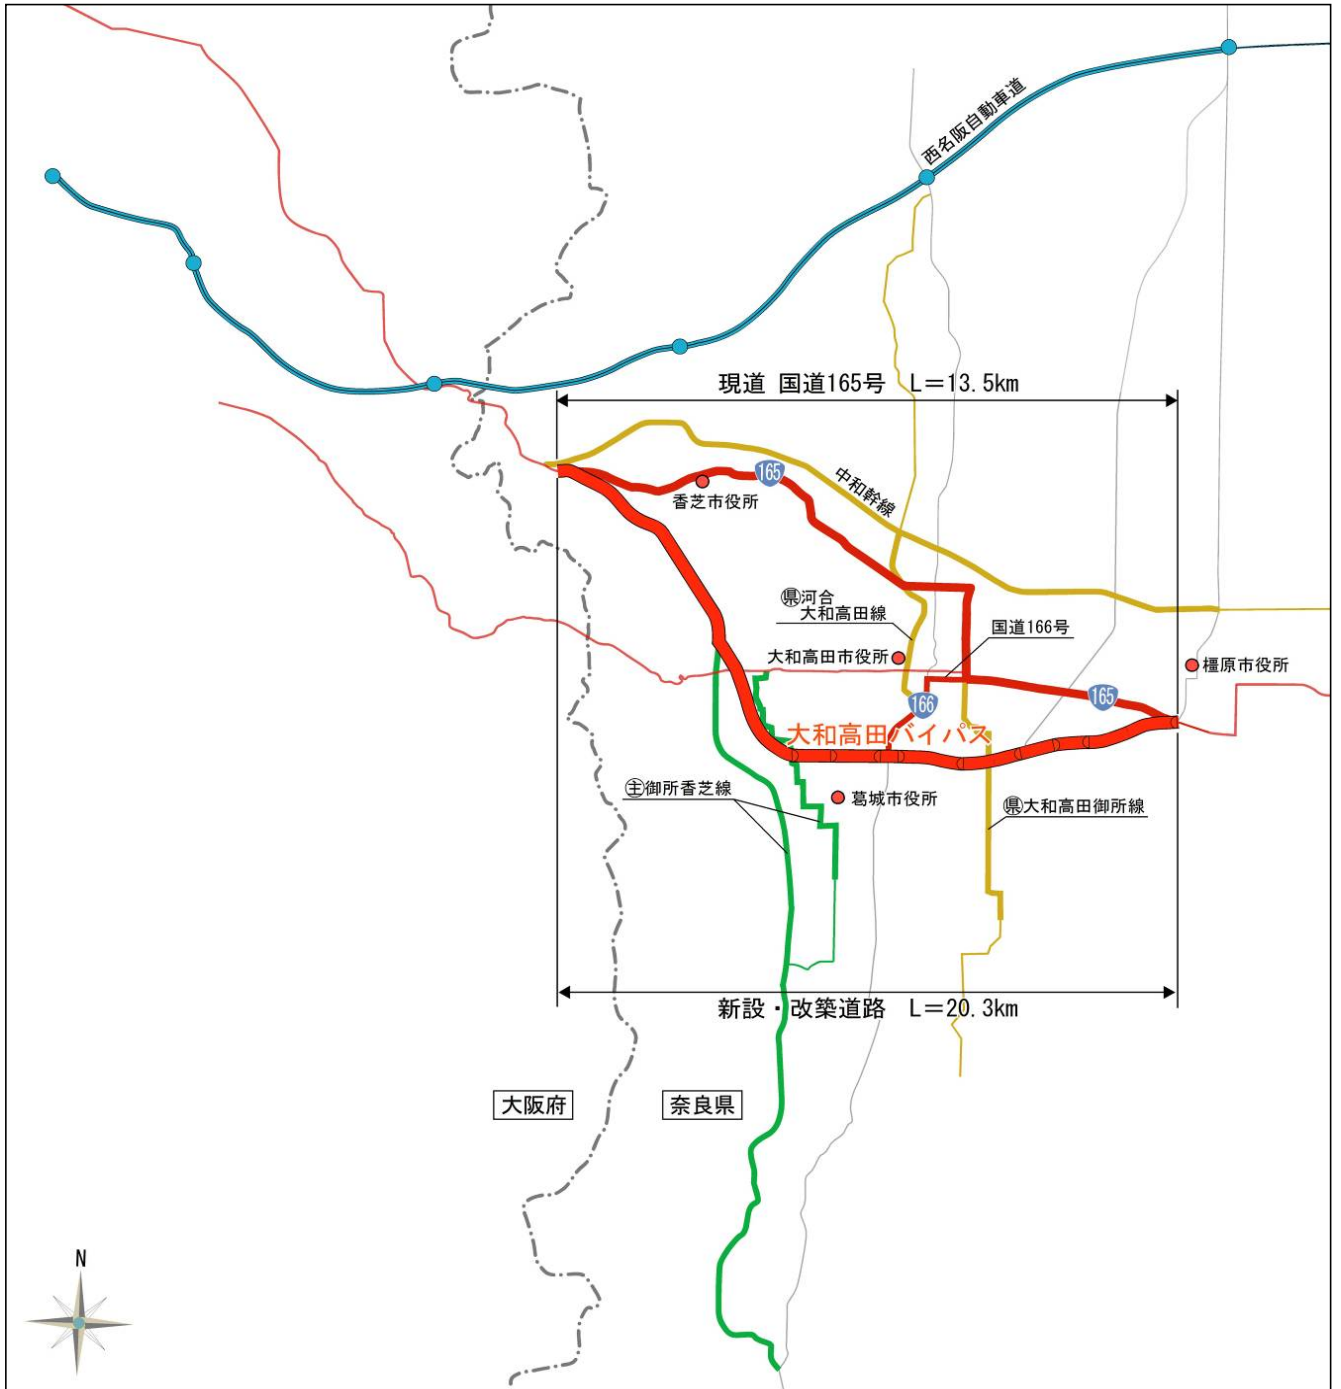 西名阪自動車道
現道 国道165号 L=13.5km
165
香芝市役所
中和幹線
県河合
大和高田線
国道166号
大和高田市役所
橿原市役所
165
166
大和高田バイパス
主御所香芝線
葛城市役所
県大和高田御所線
新設・改築道路 L=20.3km
大阪府
奈良県
N